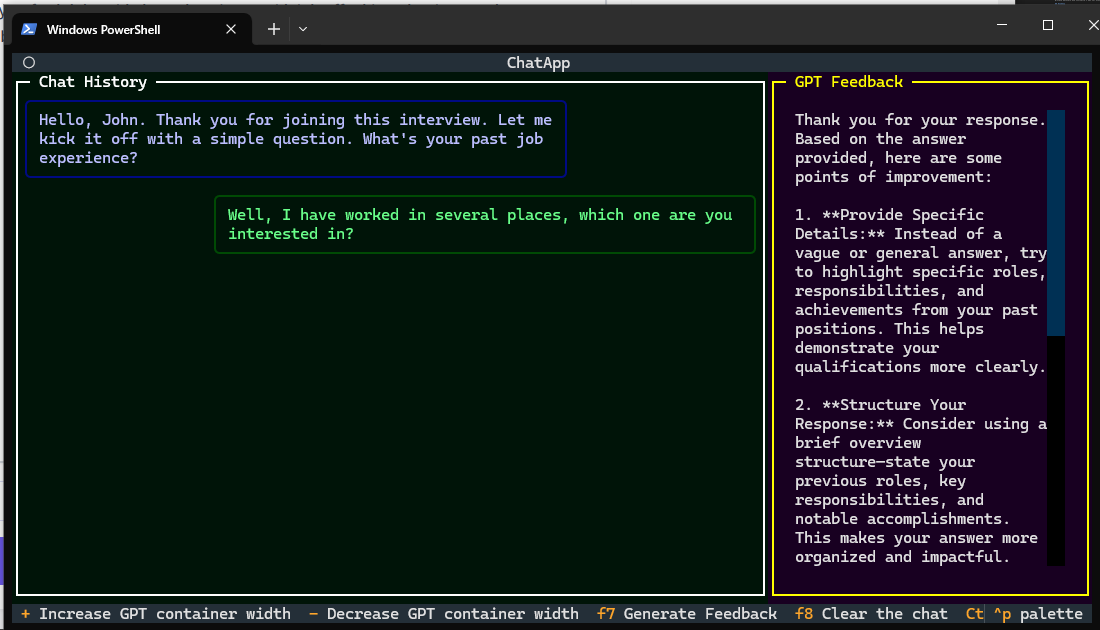 Windows PowerShell
ChatApp
Chat History
Hello, John. Thank you for joining this interview. Let me
kick it off with a simple question. What's your past job
experience?
Well, I have worked in several places, which one are you
interested in?
GPT Feedback
Thank you for your response.
Based on the answer
provided, here are some
points of improvement:
1. **Provide Specific
Details:** Instead of a
vague or general answer, try
to highlight specific roles,
responsibilities, and
achievements from your past
positions. This helps
demonstrate your
qualifications more clearly.
2. **Structure Your
Response:** Consider using a
brief overview
structure—state your
previous roles, key
responsibilities, and
notable accomplishments.
This makes your answer more
organized and impactful.
+ Increase GPT container width − Decrease GPT container width f7 Generate Feedback f8 Clear the chat Ct ^p palette